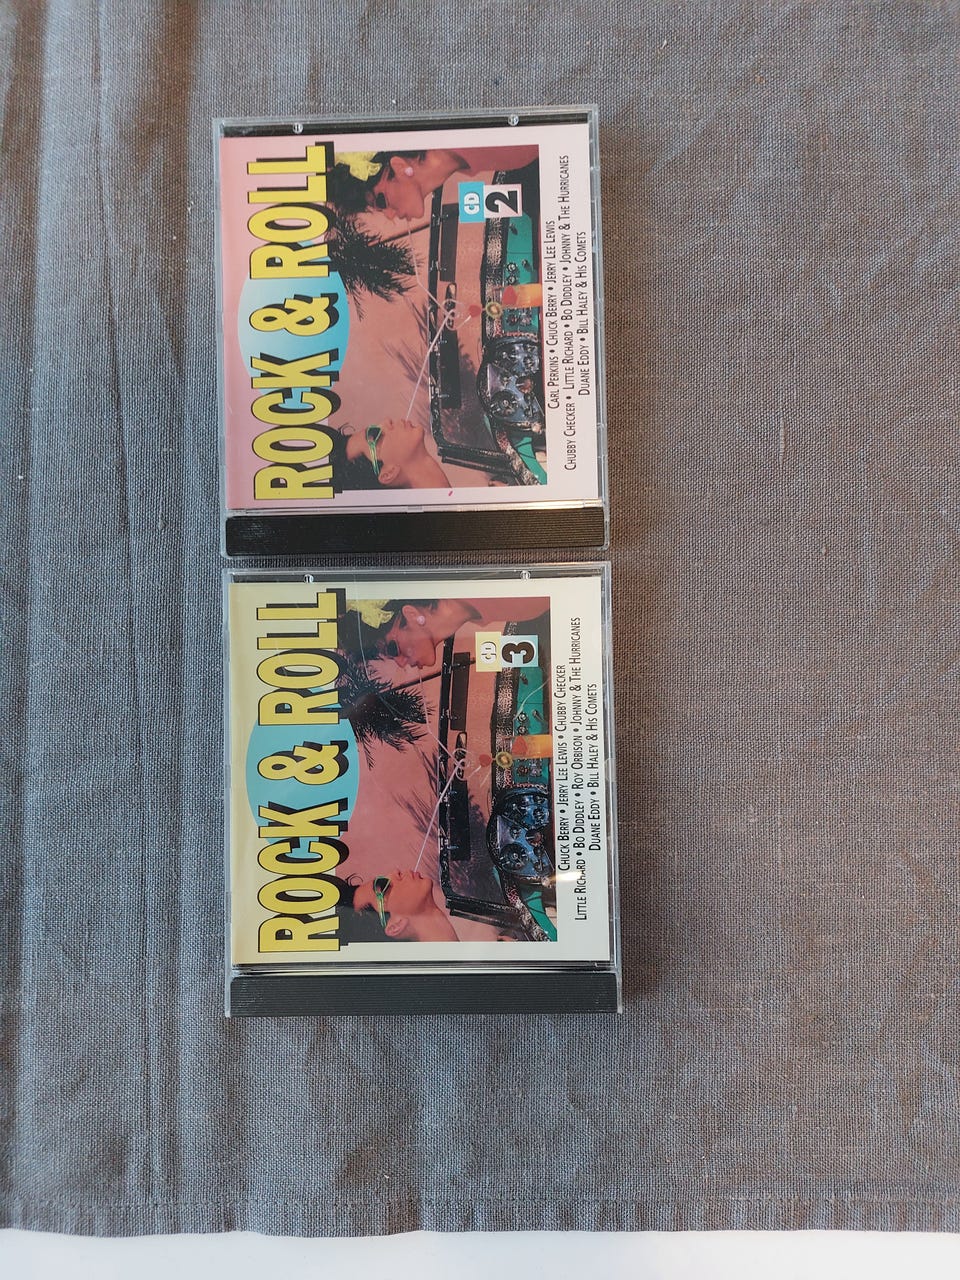 ROCK & ROLL
CD
2
CARL PERKINS • CHUCK BERRY • JERRY LEE LEWIS
CHUBBY CHECKER • LITTLE RICHARD • BO DIDDLEY • JOHNNY & THE HURRICANES
DUANE EDDY • BILL HALEY & HIS COMETS
ROCK & ROLL
CD
3
CHUCK BERRY • JERRY LEE LEWIS • CHUBBY CHECKER
LITTLE RICHARD • BO DIDDLEY • ROY ORBISON • JOHNNY & THE HURRICANES
DUANE EDDY • BILL HALEY & HIS COMETS